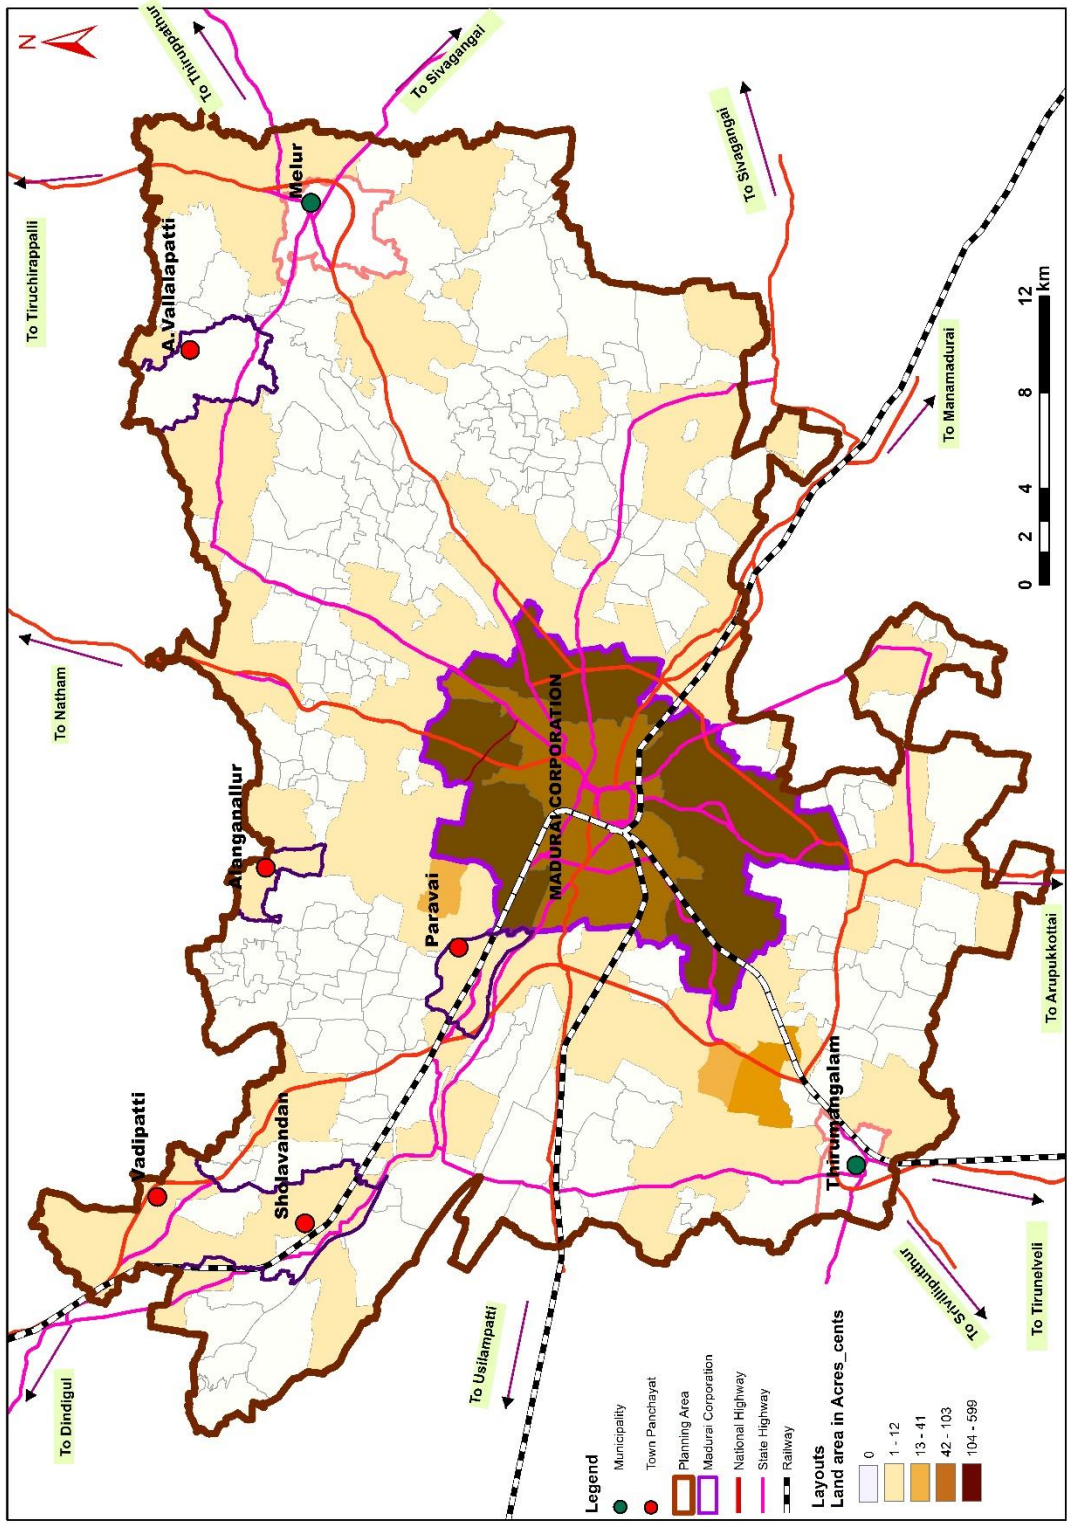 N
To Thiruppathur
To Sivagangai
To Tiruchirappalli
Melur
A.Vallalapatti
To Sivagangai
To Natham
To Manamadurai
12
km
8
4
2
0
Alanganallur
MADURAI CORPORATION
Paravai
To Arupukkottai
Vadipatti
Sholavandan
Thirumangalam
To Dindigul
To Usilampatti
To Srivilliputhur
To Tirunelveli
Legend
Municipality
Town Panchayat
Planning Area
Madurai Corporation
National Highway
State Highway
Railway
Layouts
Land area in Acres_cents
0
1 - 12
13 - 41
42 - 103
104 - 599